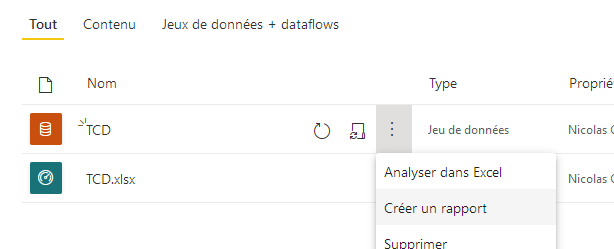 Tout Contenu Jeux de données + dataflows
Nom Type
TCD Jeu de données Nicolas
TCD.xlsx Nicolas
Analyser dans Excel
Créer un rapport
Supprimer